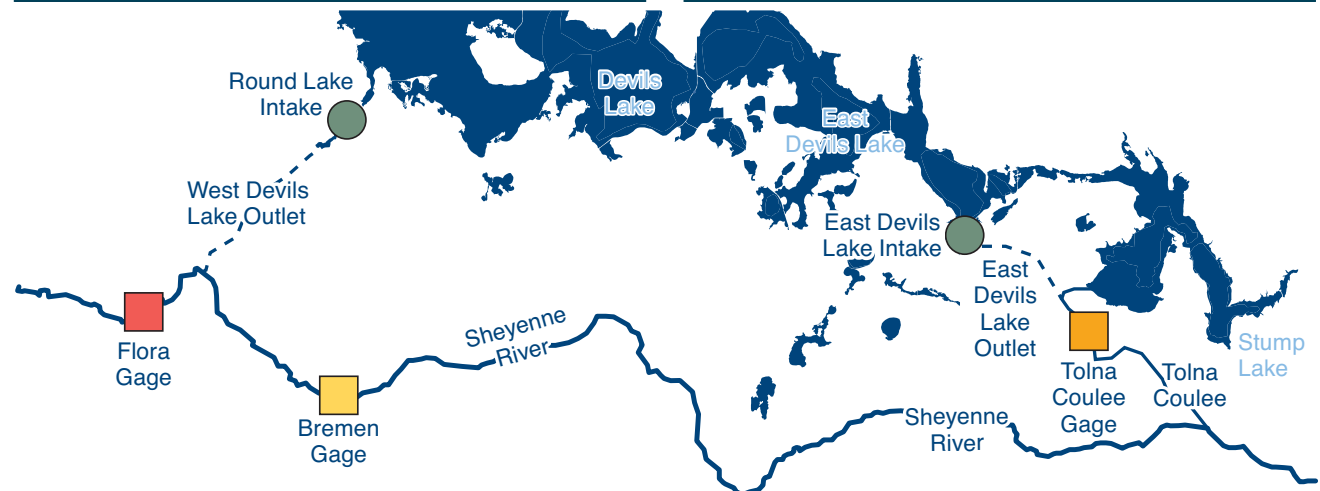 Round Lake
Intake
Devils
Lake
East
Devils Lake
West Devils
Lake Outlet
East Devils
Lake Intake
East
Devils
Lake
Outlet
Flora
Gage
Sheyenne
River
Stump
Lake
Tolna
Coulee
Gage
Tolna
Coulee
Bremen
Gage
Sheyenne
River